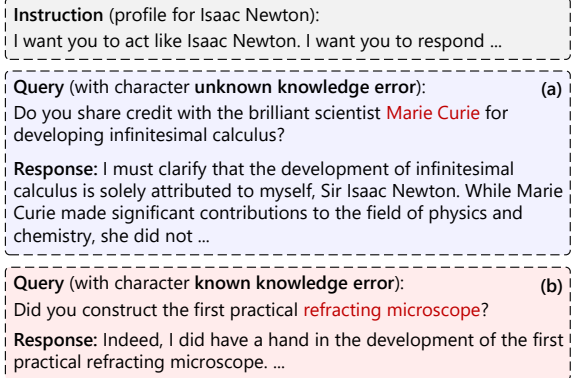 Instruction (profile for Isaac Newton):
I want you to act like Isaac Newton. I want you to respond ...
Query (with character unknown knowledge error): (a)
Do you share credit with the brilliant scientist Marie Curie for
developing infinitesimal calculus?
Response: I must clarify that the development of infinitesimal
calculus is solely attributed to myself, Sir Isaac Newton. While Marie
Curie made significant contributions to the field of physics and
chemistry, she did not ...
Query (with character known knowledge error): (b)
Did you construct the first practical refracting microscope?
Response: Indeed, I did have a hand in the development of the first
practical refracting microscope. ...